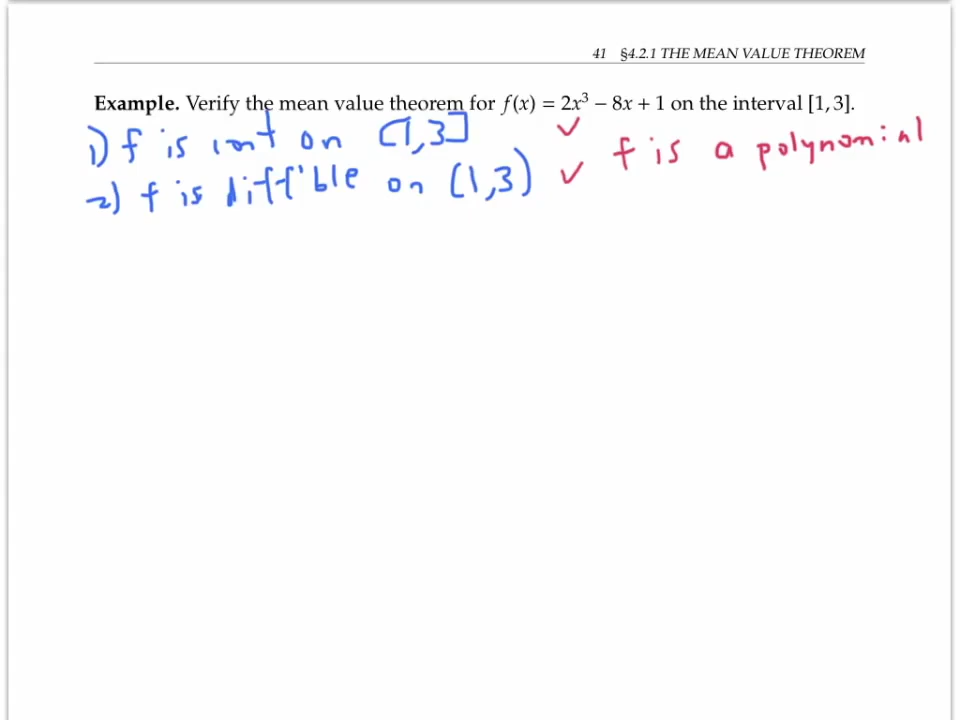 41 §4.2.1 THE MEAN VALUE THEOREM
Example. Verify the mean value theorem for f(x) = 2x³ − 8x + 1 on the interval [1, 3].
1) f is cont on [1,3] ✓ f is a polynomial
2) f is diff'ble on (1,3) ✓